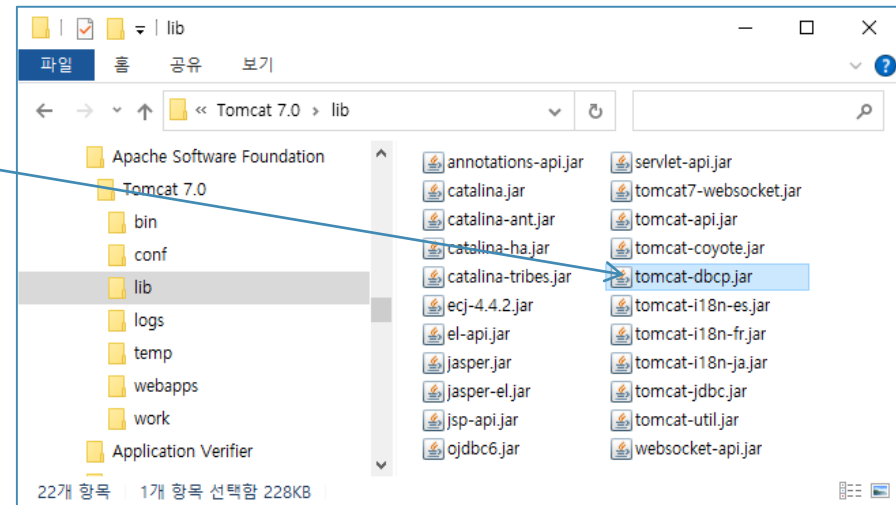 lib
파일 홈 공유 보기
« Tomcat 7.0 > lib
Apache Software Foundation
Tomcat 7.0
bin
conf
lib
logs
temp
webapps
work
Application Verifier
annotations-api.jar
catalina.jar
catalina-ant.jar
catalina-ha.jar
catalina-tribes.jar
ecj-4.4.2.jar
el-api.jar
jasper.jar
jasper-el.jar
jsp-api.jar
ojdbc6.jar
servlet-api.jar
tomcat7-websocket.jar
tomcat-api.jar
tomcat-coyote.jar
tomcat-dbcp.jar
tomcat-i18n-es.jar
tomcat-i18n-fr.jar
tomcat-i18n-ja.jar
tomcat-jdbc.jar
tomcat-util.jar
websocket-api.jar
22개 항목 1개 항목 선택함 228KB